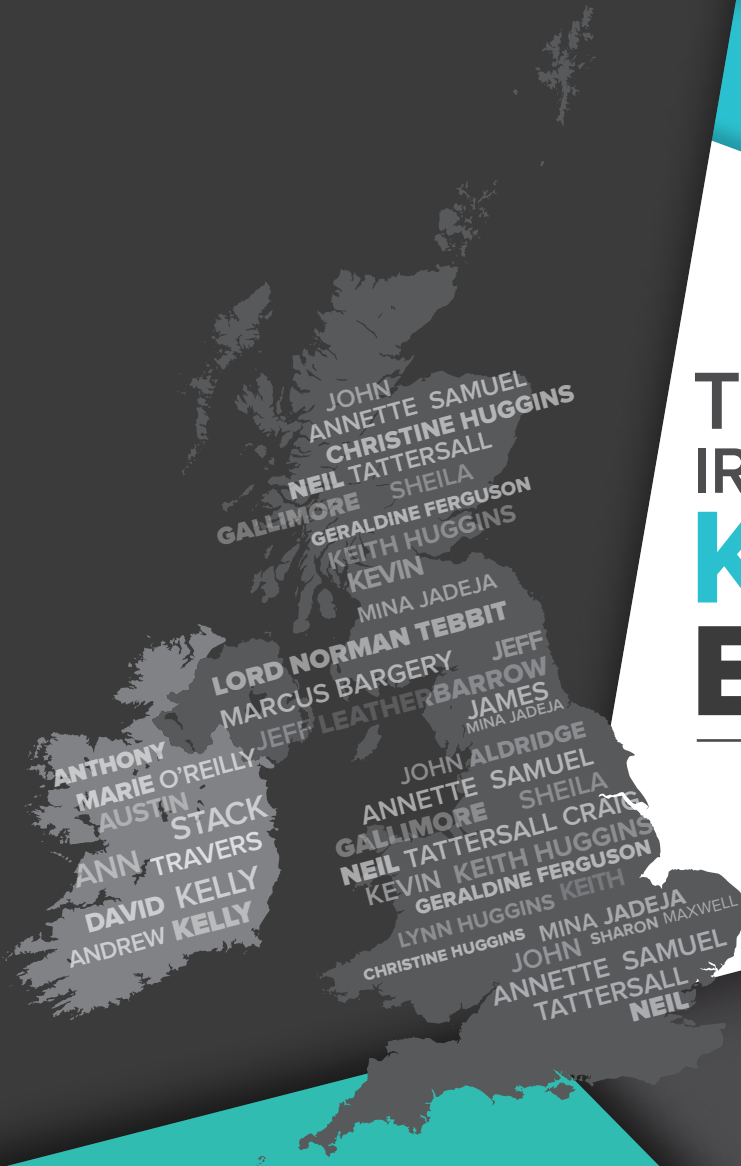 JOHN
ANNETTE SAMUEL
CHRISTINE HUGGINS
NEIL TATTERSALL
GALLIMORE SHEILA
GERALDINE FERGUSON
KEITH HUGGINS
KEVIN
MINA JADEJA
LORD NORMAN TEBBIT
MARCUS BARGERY JEFF
JEFF LEATHERBARROW
JAMES
MINA JADEJA
ANTHONY
MARIE O'REILLY
AUSTIN
STACK
ANN TRAVERS
DAVID KELLY
ANDREW KELLY
JOHN ALDRIDGE
ANNETTE SAMUEL
GALLIMORE SHEILA
NEIL TATTERSALL CRAIG
KEVIN KEITH HUGGINS
GERALDINE FERGUSON
LYNN HUGGINS KEITH
CHRISTINE HUGGINS MINA JADEJA
JOHN SHARON MAXWELL
ANNETTE SAMUEL
TATTERSALL
NEIL
T
IR
K
E